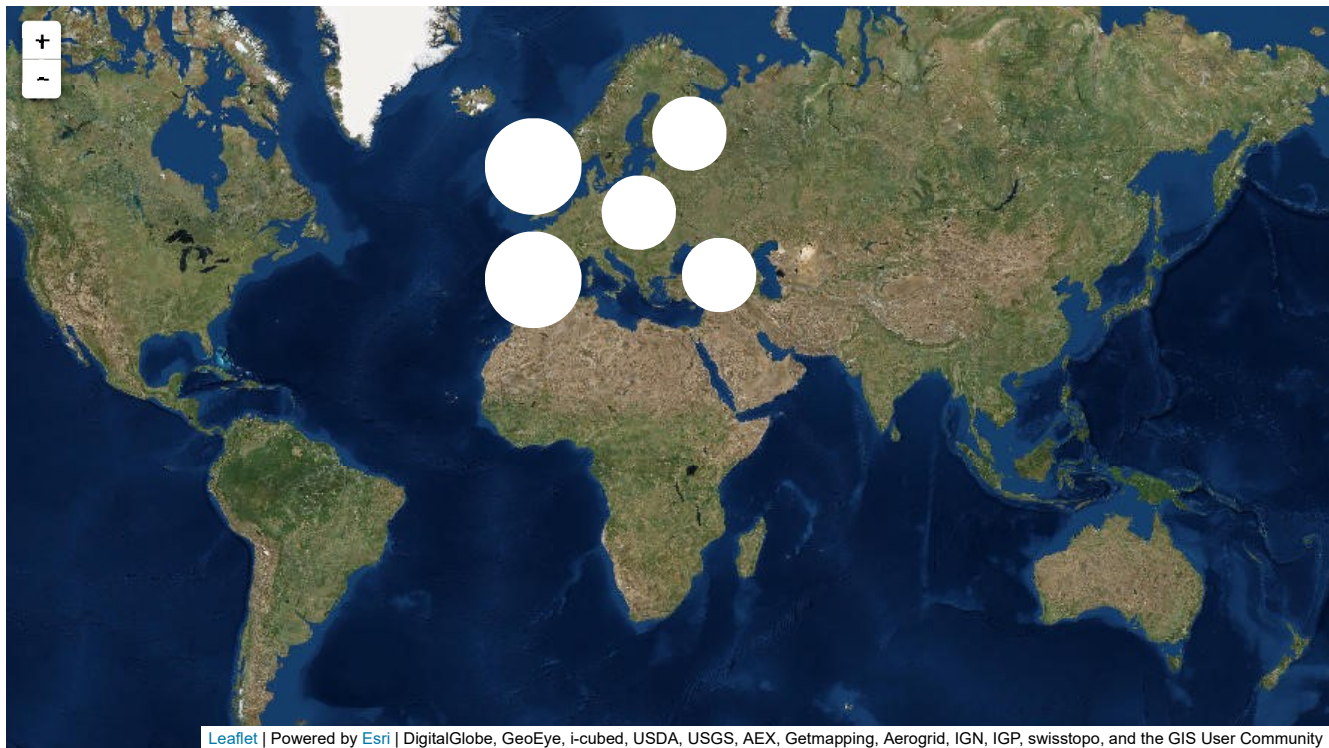 +
-
Leaflet | Powered by Esri | DigitalGlobe, GeoEye, i-cubed, USDA, USGS, AEX, Getmapping, Aerogrid, IGN, IGP, swisstopo, and the GIS User Community